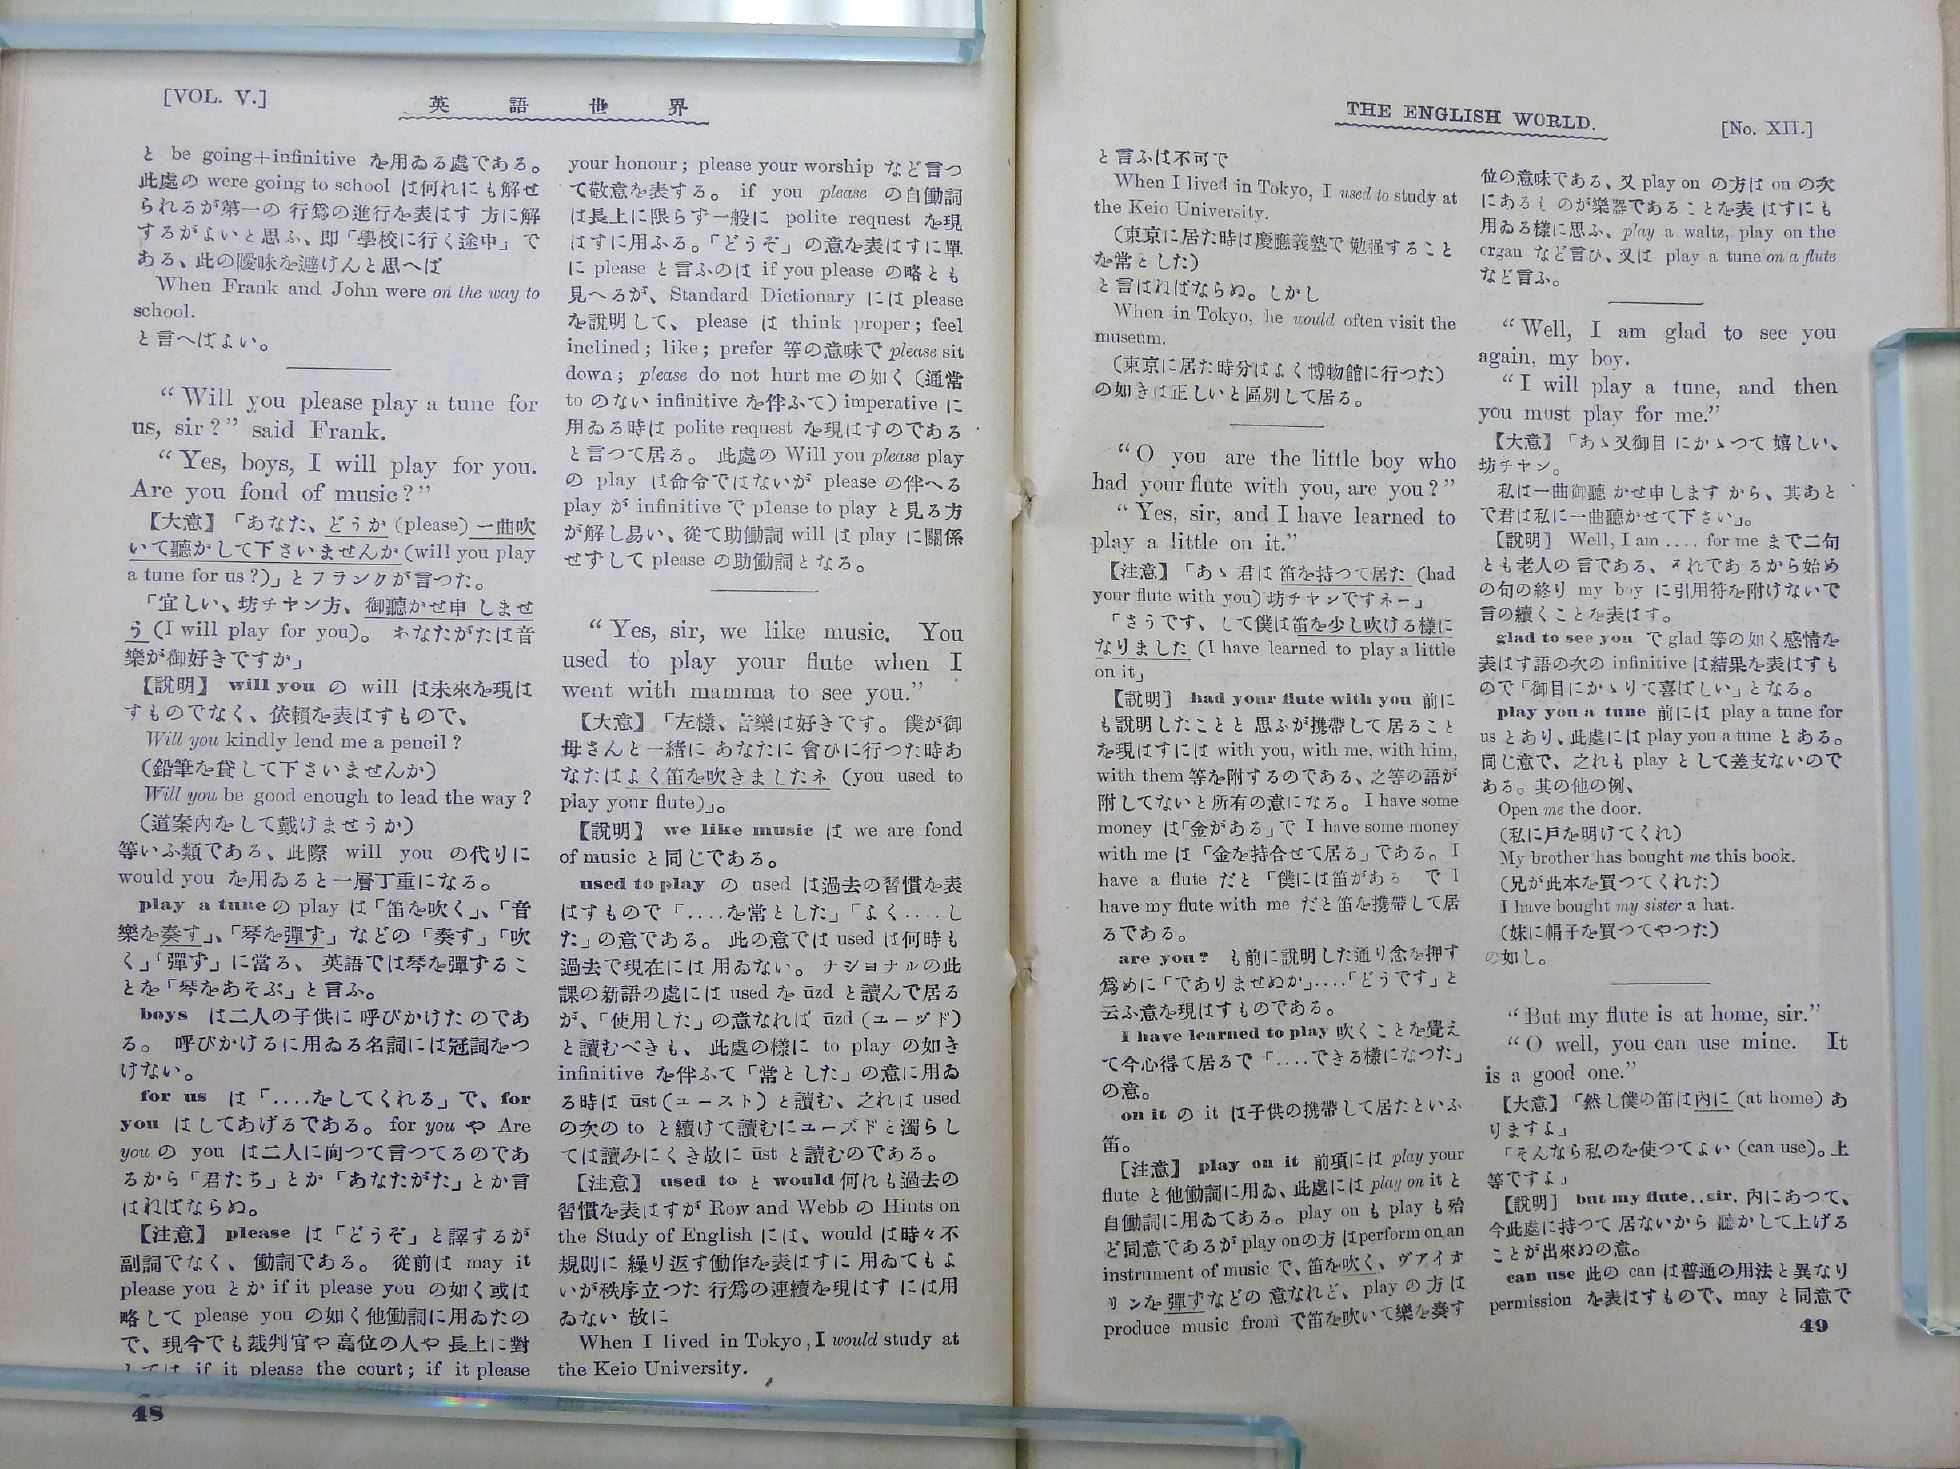 [VOL. V.]
英語世界
と be going+infinitive を用ゐる處である。
此處の were going to school は何れにも解せ
られるが第一の 行爲の進行を表はす 方に解
するがよいと思ふ、即「學校に行く途中」で
ある、此の曖昧を避けんと思へば
When Frank and John were on the way to
school.
と言へばよい。
“Will you please play a tune for
us, sir?” said Frank.
“Yes, boys, I will play for you.
Are you fond of music?”
【大意】「あなた、どうか (please) 一曲吹
いて聽かして下さいませんか (will you play
a tune for us?)」とフランクが言つた。
「宜しい、坊チヤン方、御聽かせ申 しませ
う (I will play for you)。 あなたがたは音
樂が御好きですか」
【説明】 will you の will は未來を現は
すものでなく、依頼を表はすもので、
Will you kindly lend me a pencil?
(鉛筆を貸して下さいませんか)
Will you be good enough to lead the way?
(道案内をして戴けませうか)
等いふ類である、此際 will you の代りに
would you を用ゐると一層丁重になる。
play a tune の play は「笛を吹く」、「音
樂を奏す」、「琴を彈ず」などの「奏す」「吹
く」「彈ず」に當る、 英語では琴を彈ずるこ
とを「琴をあそぶ」と言ふ。
boys は二人の子供に 呼びかけた のであ
る。 呼びかけるに用ゐる名詞には冠詞をつ
けない。
for us は「....をしてくれる」で、for
you はしてあげるである。for you や Are
you の you は二人に向つて言つてるのであ
るから「君たち」とか「あなたがた」とか言
はねばならぬ。
【注意】 please は「どうぞ」と譯するが
副詞でなく、働詞である。 從前は may it
please you とか if it please you の如く或は
略して please you の如く他働詞に用ゐたの
で、現今でも裁判官や高位の人や 長上に對
しては if it please the court; if it please
48
your honour; please your worship など言つ
て敬意を表する。 if you please の自働詞
は長上に限らず一般に polite request を現
はすに用ふる。「どうぞ」の意を表はすに單
に please と言ふのは if you please の略とも
見へるが、Standard Dictionary には please
を説明して、please は think proper; feel
inclined; like; prefer 等の意味で please sit
down; please do not hurt me の如く (通常
to のない infinitive を伴ふて) imperative に
用ゐる時は polite request を現はすのである
と言つて居る。 此處の Will you please play
の play は命令ではないが please の伴へる
play が infinitive で please to play と見る方
が解し易い、從て助働詞 will は play に關係
せずして please の助働詞となる。
“Yes, sir, we like music. You
used to play your flute when I
went with mamma to see you.”
【大意】「左樣、音樂は好きです。 僕が御
母さんと一緒に あなたに 會ひに行つた時あ
なたはよく笛を吹きましたネ (you used to
play your flute)」。
【説明】 we like music は we are fond
of music と同じである。
used to play の used は過去の習慣を表
はすもので「....を常とした」「よく....し
た」の意である。 此の意では used は何時も
過去で現在には 用ゐない。 ナショナルの此
課の新語の處には used を ūzd と讀んで居る
が、「使用した」の意なれば ūzd (ユーヅド)
と讀むべきも、 此處の樣に to play の如き
infinitive を伴ふて「常とした」の意に用ゐ
る時は ūst (ユースト) と讀む、之れは used
の次の to と續けて讀むにユーズドと濁らし
ては讀みにくき故に ūst と讀むのである。
【注意】 used to と would 何れも過去の
習慣を表はすが Row and Webb の Hints on
the Study of English には、would は時々不
規則に 繰り返す働作を表はすに 用ゐてもよ
いが秩序立つた 行爲の連續を現はす には用
ゐない 故に
When I lived in Tokyo, I would study at
the Keio University.
THE ENGLISH WORLD.
[No. XII.]
と言ふは不可で
When I lived in Tokyo, I used to study at
the Keio University.
(東京に居た時は慶應義塾で 勉强すること
を常とした)
と言はねばならぬ。しかし
When in Tokyo, he would often visit the
museum.
(東京に居た時分はよく博物館に行つた)
の如きは正しいと區別して居る。
“O you are the little boy who
had your flute with you, are you?”
“Yes, sir, and I have learned to
play a little on it.”
【注意】「あゝ 君は 笛を持つて居た (had
your flute with you) 坊チヤンですネー」
「さうです、して僕は笛を少し吹ける樣に
なりました (I have learned to play a little
on it」
【説明】 had your flute with you 前に
も説明したことと 思ふが携帶して 居ること
を現はすには with you, with me, with him,
with them 等を附するのである、之等の語が
附してないと所有の意になる。I have some
money は「金がある」で I have some money
with me は「金を持合せて居る」である。I
have a flute だと「僕には笛がある で I
have my flute with me だと笛を携帶して居
るである。
are you? も前に説明した通り念を押す
爲めに「でありませぬか」....「どうです」と
云ふ意を現はすものである。
I have learned to play 吹くことを覺え
て今心得て居るで「....できる樣になつた」
の意。
on it の it は子供の携帶して居たといふ
笛。
【注意】 play on it 前項には play your
flute と他働詞に用ゐ、此處には play on it と
自働詞に用ゐてある。play on も play も殆
ど同意であるが play on の方は perform on an
instrument of music で、笛を吹く、ヴアイオ
リンを 彈ずなどの 意なれど、play の方は
produce music from で笛を吹いて樂を奏す
位の意味である、又 play on の方は on の次
にあるものが樂器であることを表 はすにも
用ゐる樣に思ふ、play a waltz, play on the
organ など言ひ、又は play a tune on a flute
など言ふ。
“Well, I am glad to see you
again, my boy.
“I will play a tune, and then
you must play for me.”
【大意】「あゝ又御目 にかゝつて 嬉しい、
坊チヤン。
私は一曲御聽 かせ申します から、其あと
で君は私に一曲聽かせて下さい」。
【説明】 Well, I am .... for me まで二句
とも老人の 言である、それであるから始め
の句の終り my boy に引用符を附けないで
言の續くことを表はす。
glad to see you で glad 等の如く感情を
表はす語の次の infinitive は結果を表はすも
ので「御目にかゝりて喜ばしい」となる。
play you a tune 前には play a tune for
us とあり、此處には play you a tune とある。
同じ意で、之れも play として差支ないので
ある。其の他の例、
Open me the door.
(私に戸を明けてくれ)
My brother has bought me this book.
(兄が此本を買つてくれた)
I have bought my sister a hat.
(妹に帽子を買つてやつた)
の如し。
“But my flute is at home, sir.”
“O well, you can use mine. It
is a good one.”
【大意】「然し僕の笛は内に (at home) あ
りますよ」
「そんなら私のを使つてよい (can use)。上
等ですよ」
【説明】 but my flute..sir. 内にあつて、
今此處に持つて 居ないから 聽かして上げる
ことが出來ぬの意。
can use 此の can は普通の用法と異なり
permission を表はすもので、may と同意で
49